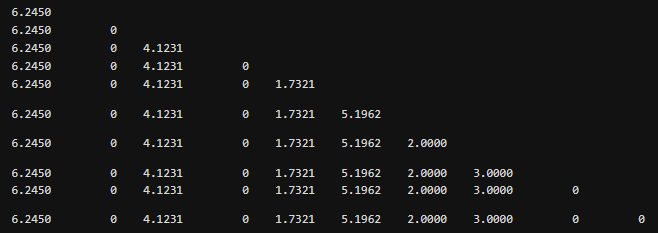 6.2450
6.2450 0
6.2450 0 4.1231
6.2450 0 4.1231 0
6.2450 0 4.1231 0 1.7321
6.2450 0 4.1231 0 1.7321 5.1962
6.2450 0 4.1231 0 1.7321 5.1962 2.0000
6.2450 0 4.1231 0 1.7321 5.1962 2.0000 3.0000
6.2450 0 4.1231 0 1.7321 5.1962 2.0000 3.0000 0
6.2450 0 4.1231 0 1.7321 5.1962 2.0000 3.0000 0 0